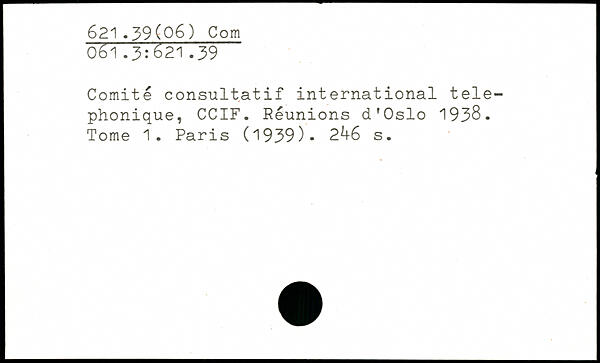 621.39(06) Com
061.3:621.39
Comité consultatif international tele-
phonique, CCIF. Réunions d'Oslo 1938.
Tome 1. Paris (1939). 246 s.